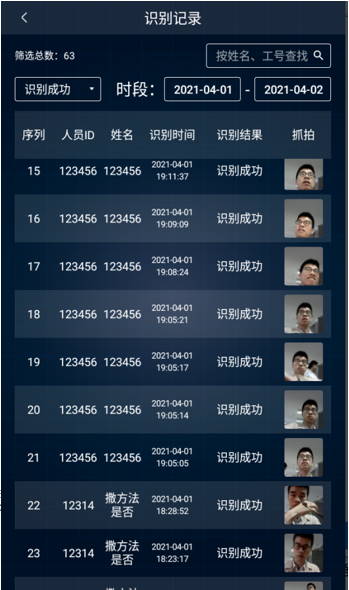 识别记录
筛选总数：63
按姓名、工号查找
识别成功 时段： 2021-04-01 - 2021-04-02
序列 人员ID 姓名 识别时间 识别结果 抓拍
15 123456 123456 2021-04-01 19:11:37 识别成功
16 123456 123456 2021-04-01 19:09:09 识别成功
17 123456 123456 2021-04-01 19:08:24 识别成功
18 123456 123456 2021-04-01 19:05:21 识别成功
19 123456 123456 2021-04-01 19:05:17 识别成功
20 123456 123456 2021-04-01 19:05:14 识别成功
21 123456 123456 2021-04-01 19:05:05 识别成功
22 12314 撒方法是否 2021-04-01 18:28:52 识别成功
23 12314 撒方法是否 2021-04-01 18:23:17 识别成功